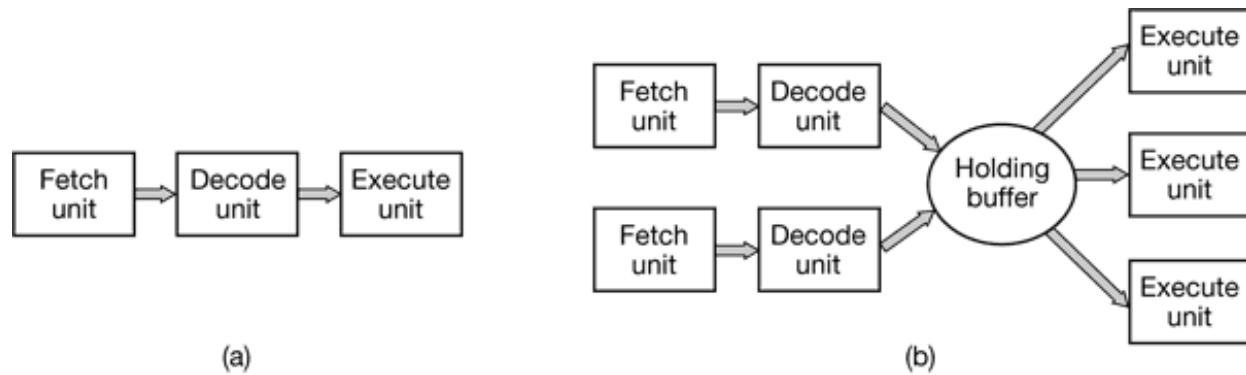 Fetch
unit
Decode
unit
Execute
unit
(a)
Fetch
unit
Decode
unit
Fetch
unit
Decode
unit
Holding
buffer
Execute
unit
Execute
unit
Execute
unit
(b)